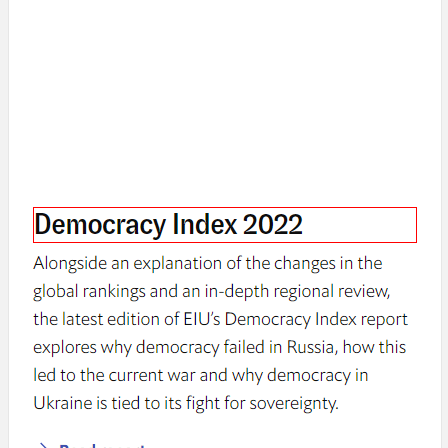 Democracy Index 2022
Alongside an explanation of the changes in the
global rankings and an in-depth regional review,
the latest edition of EIU’s Democracy Index report
explores why democracy failed in Russia, how this
led to the current war and why democracy in
Ukraine is tied to its fight for sovereignty.